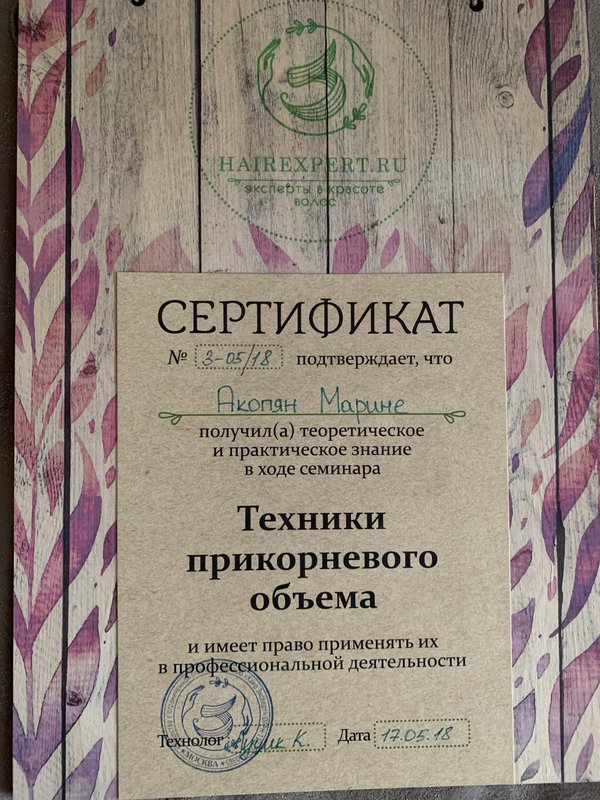 HAIREXPERT.RU
эксперты в красоте
волос
СЕРТИФИКАТ
№ 3-05/18 подтверждает, что
Акопян Марине
получил(а) теоретическое
и практическое знание
в ходе семинара
Техники
прикорневого
объема
и имеет право применять их
в профессиональной деятельности
Технолог К. Дата 17.05.18
МОСКВА